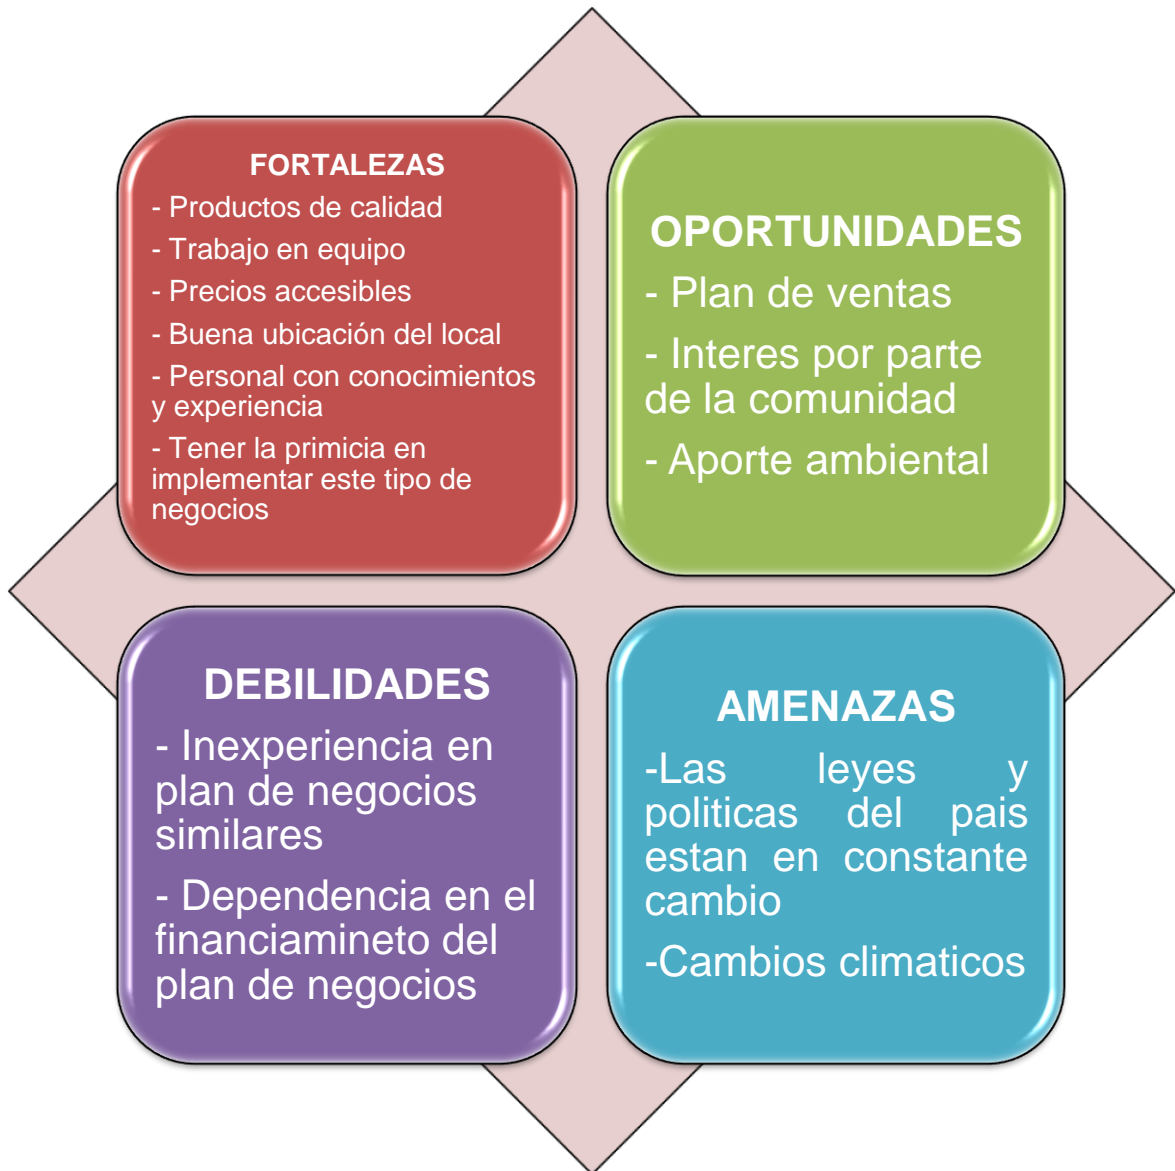 FORTALEZAS
- Productos de calidad
- Trabajo en equipo
- Precios accesibles
- Buena ubicación del local
- Personal con conocimientos
y experiencia
- Tener la primicia en
implementar este tipo de
negocios
OPORTUNIDADES
- Plan de ventas
- Interes por parte
de la comunidad
- Aporte ambiental
DEBILIDADES
- Inexperiencia en
plan de negocios
similares
- Dependencia en el
financiamineto del
plan de negocios
AMENAZAS
-Las leyes y
politicas del pais
estan en constante
cambio
-Cambios climaticos